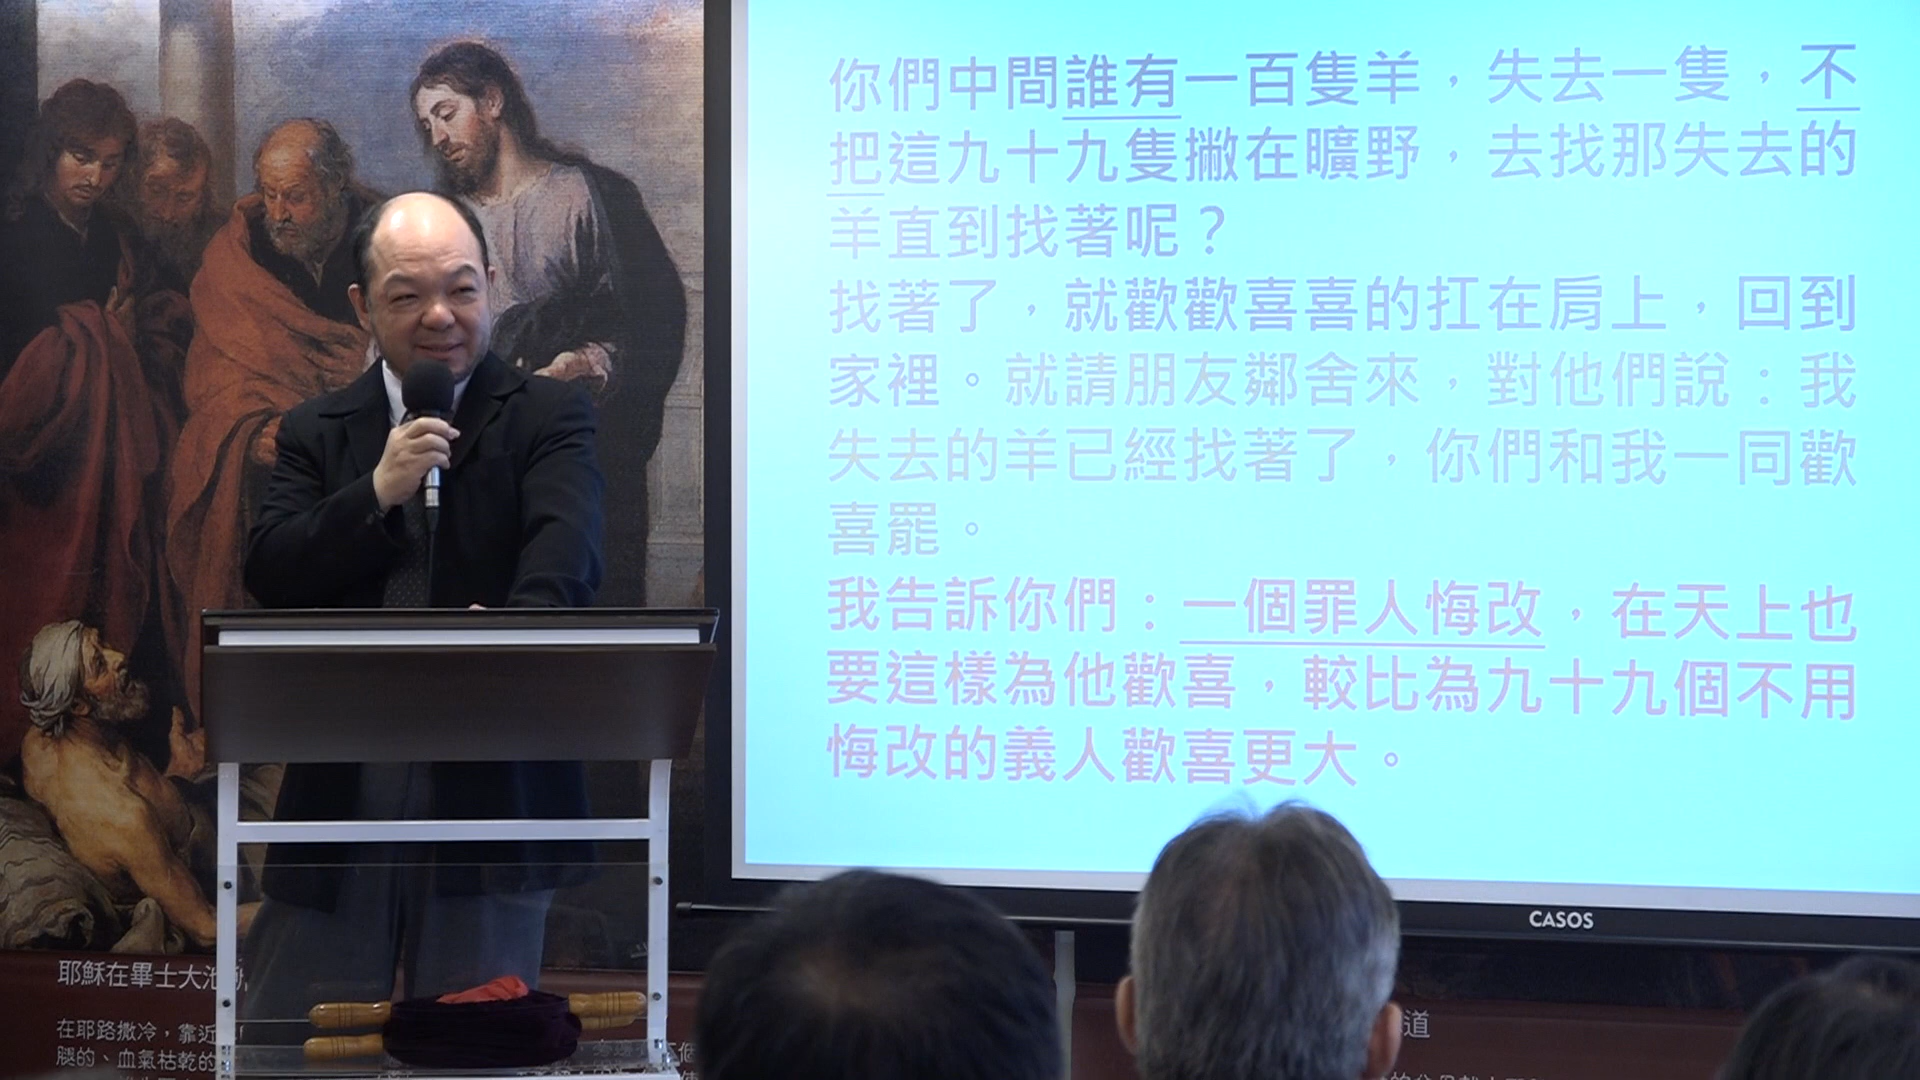 你們中間誰有一百隻羊，失去一隻，不
把這九十九隻撇在曠野，去找那失去的
羊直到找著呢？
找著了，就歡歡喜喜的扛在肩上，回到
家裡。就請朋友鄰舍來，對他們說：我
失去的羊已經找著了，你們和我一同歡
喜罷。
我告訴你們：一個罪人悔改，在天上也
要這樣為他歡喜，較比為九十九個不用
悔改的義人歡喜更大。
CASOS
耶穌在畢士大池
在耶路撒冷，靠近
腿的、血氣枯乾的
道